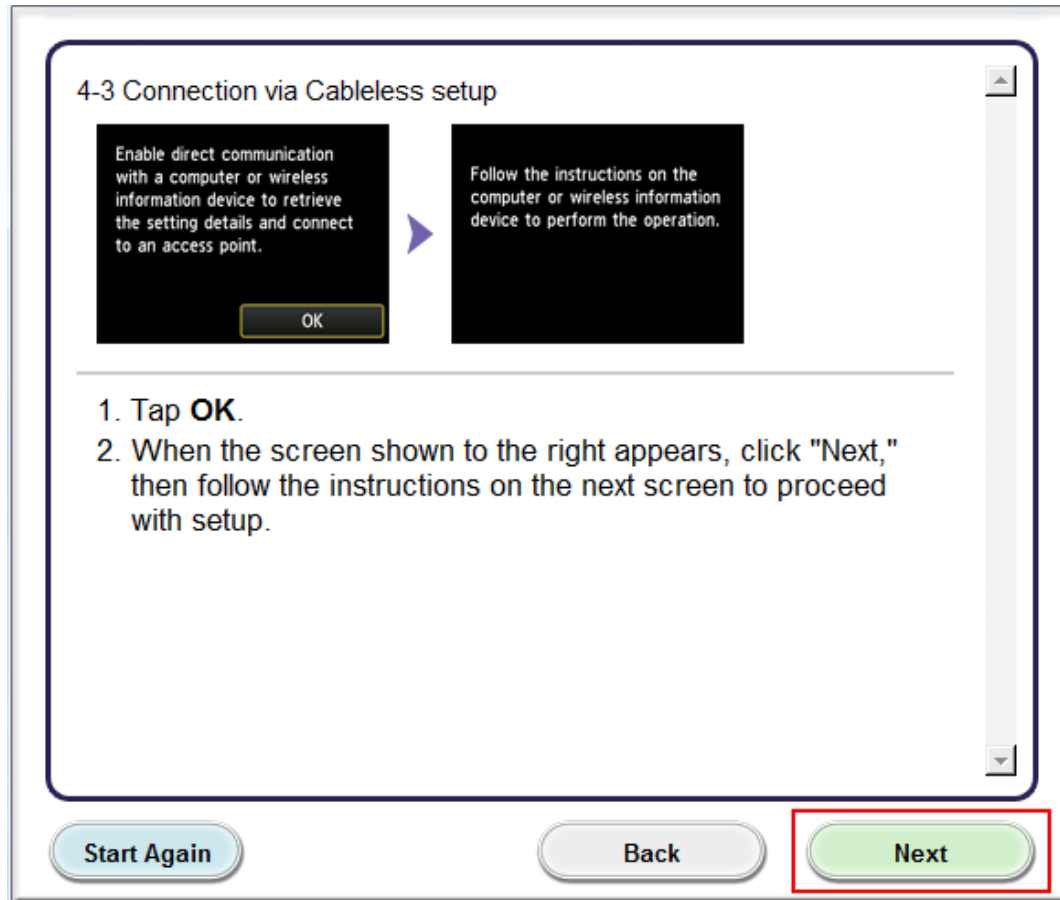 4-3 Connection via Cableless setup
Enable direct communication
with a computer or wireless
information device to retrieve
the setting details and connect
to an access point.
OK
Follow the instructions on the
computer or wireless information
device to perform the operation.
1. Tap OK.
2. When the screen shown to the right appears, click "Next,"
then follow the instructions on the next screen to proceed
with setup.
Start Again
Back
Next